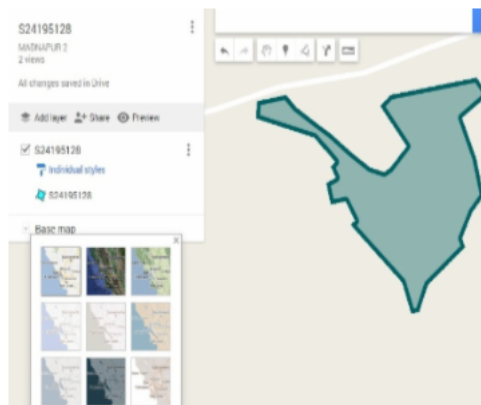 S24195128
MADNAPUR 2
2 views
All changes saved in Drive
Add layer Share Preview
S24195128
Individual styles
S24195128
Base map